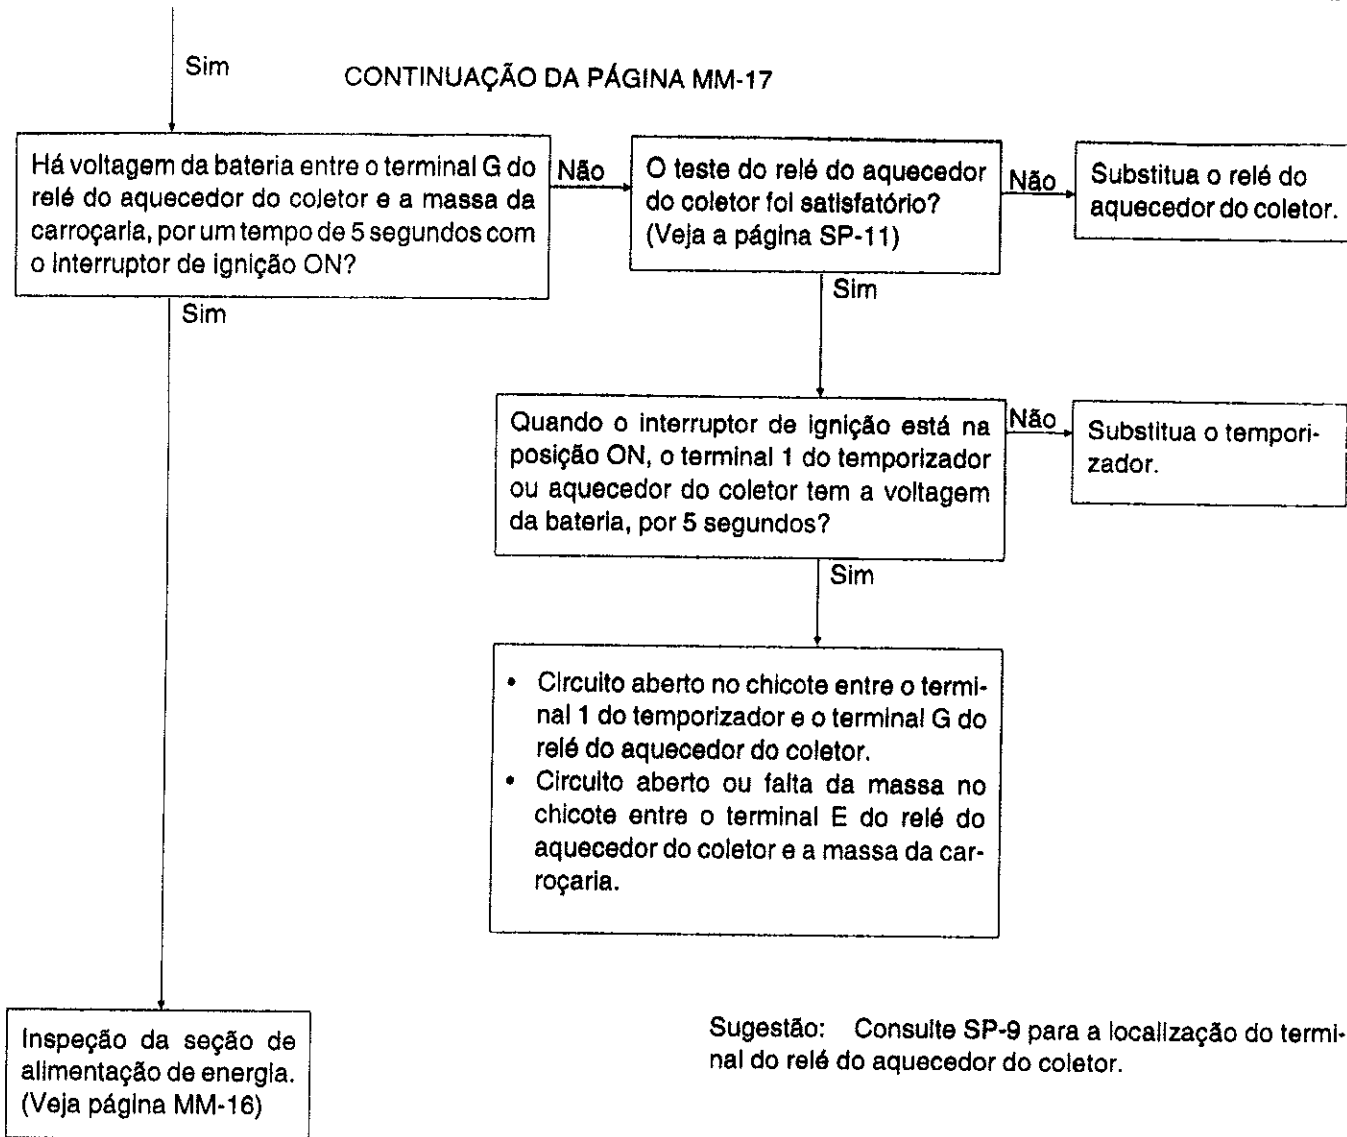 Sim
CONTINUAÇÃO DA PÁGINA MM-17
Há voltagem da bateria entre o terminal G do
relé do aquecedor do coletor e a massa da
carroçaria, por um tempo de 5 segundos com
o interruptor de ignição ON?
Não
O teste do relé do aquecedor
do coletor foi satisfatório?
(Veja a página SP-11)
Não
Substitua o relé do
aquecedor do coletor.
Sim
Sim
Quando o interruptor de ignição está na
posição ON, o terminal 1 do temporizador
ou aquecedor do coletor tem a voltagem
da bateria, por 5 segundos?
Não
Substitua o tempori-
zador.
Sim
• Circuito aberto no chicote entre o termi-
nal 1 do temporizador e o terminal G do
relé do aquecedor do coletor.
• Circuito aberto ou falta da massa no
chicote entre o terminal E do relé do
aquecedor do coletor e a massa da car-
roçaria.
Inspeção da seção de
alimentação de energia.
(Veja página MM-16)
Sugestão: Consulte SP-9 para a localização do termi-
nal do relé do aquecedor do coletor.